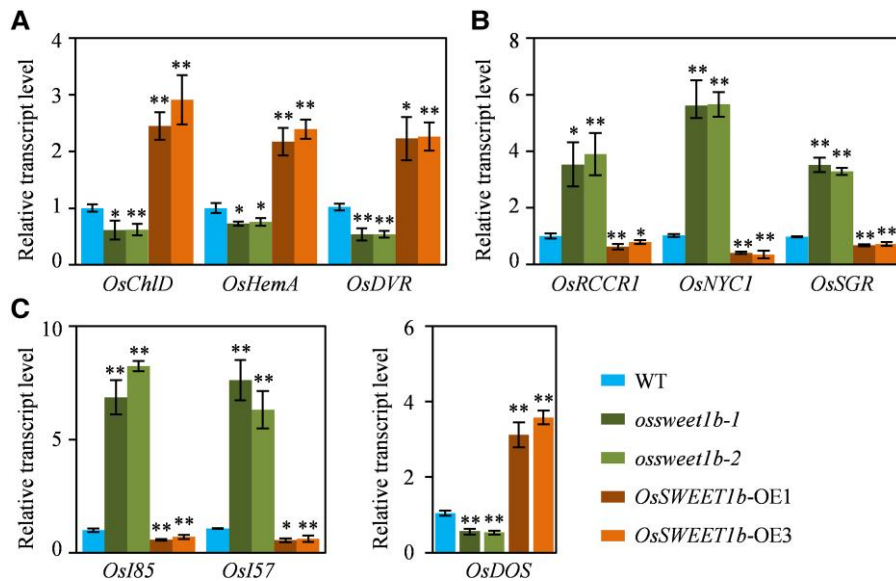 A
Relative transcript level
4
3
2
1
0
* ** ** **
* * ** **
** ** * **
OsChlD OsHemA OsDVR
B
Relative transcript level
8
6
4
2
0
* ** ** *
** ** ** **
** ** ** **
OsRCCR1 OsNYC1 OsSGR
C
Relative transcript level
10
5
0
** ** ** **
** ** * **
OsI85 OsI57
Relative transcript level
6
4
2
0
** ** ** **
OsDOS
WT
ossweet1b-1
ossweet1b-2
OsSWEET1b-OE1
OsSWEET1b-OE3